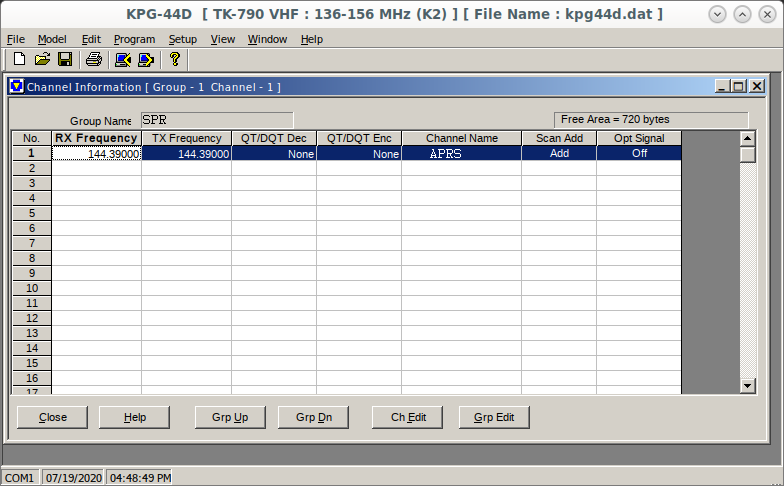 KPG-44D [ TK-790 VHF : 136-156 MHz (K2) ] [ File Name : kpg44d.dat ]
File Model Edit Program Setup View Window Help
Channel Information [ Group - 1 Channel - 1 ]
Group Name SPR Free Area = 720 bytes
No. RX Frequency TX Frequency QT/DQT Dec QT/DQT Enc Channel Name Scan Add Opt Signal
1 144.39000 144.39000 None None APRS Add Off
2
3
4
5
6
7
8
9
10
11
12
13
14
15
16
17
Close Help Grp Up Grp Dn Ch Edit Grp Edit
COM1 07/19/2020 04:48:49 PM